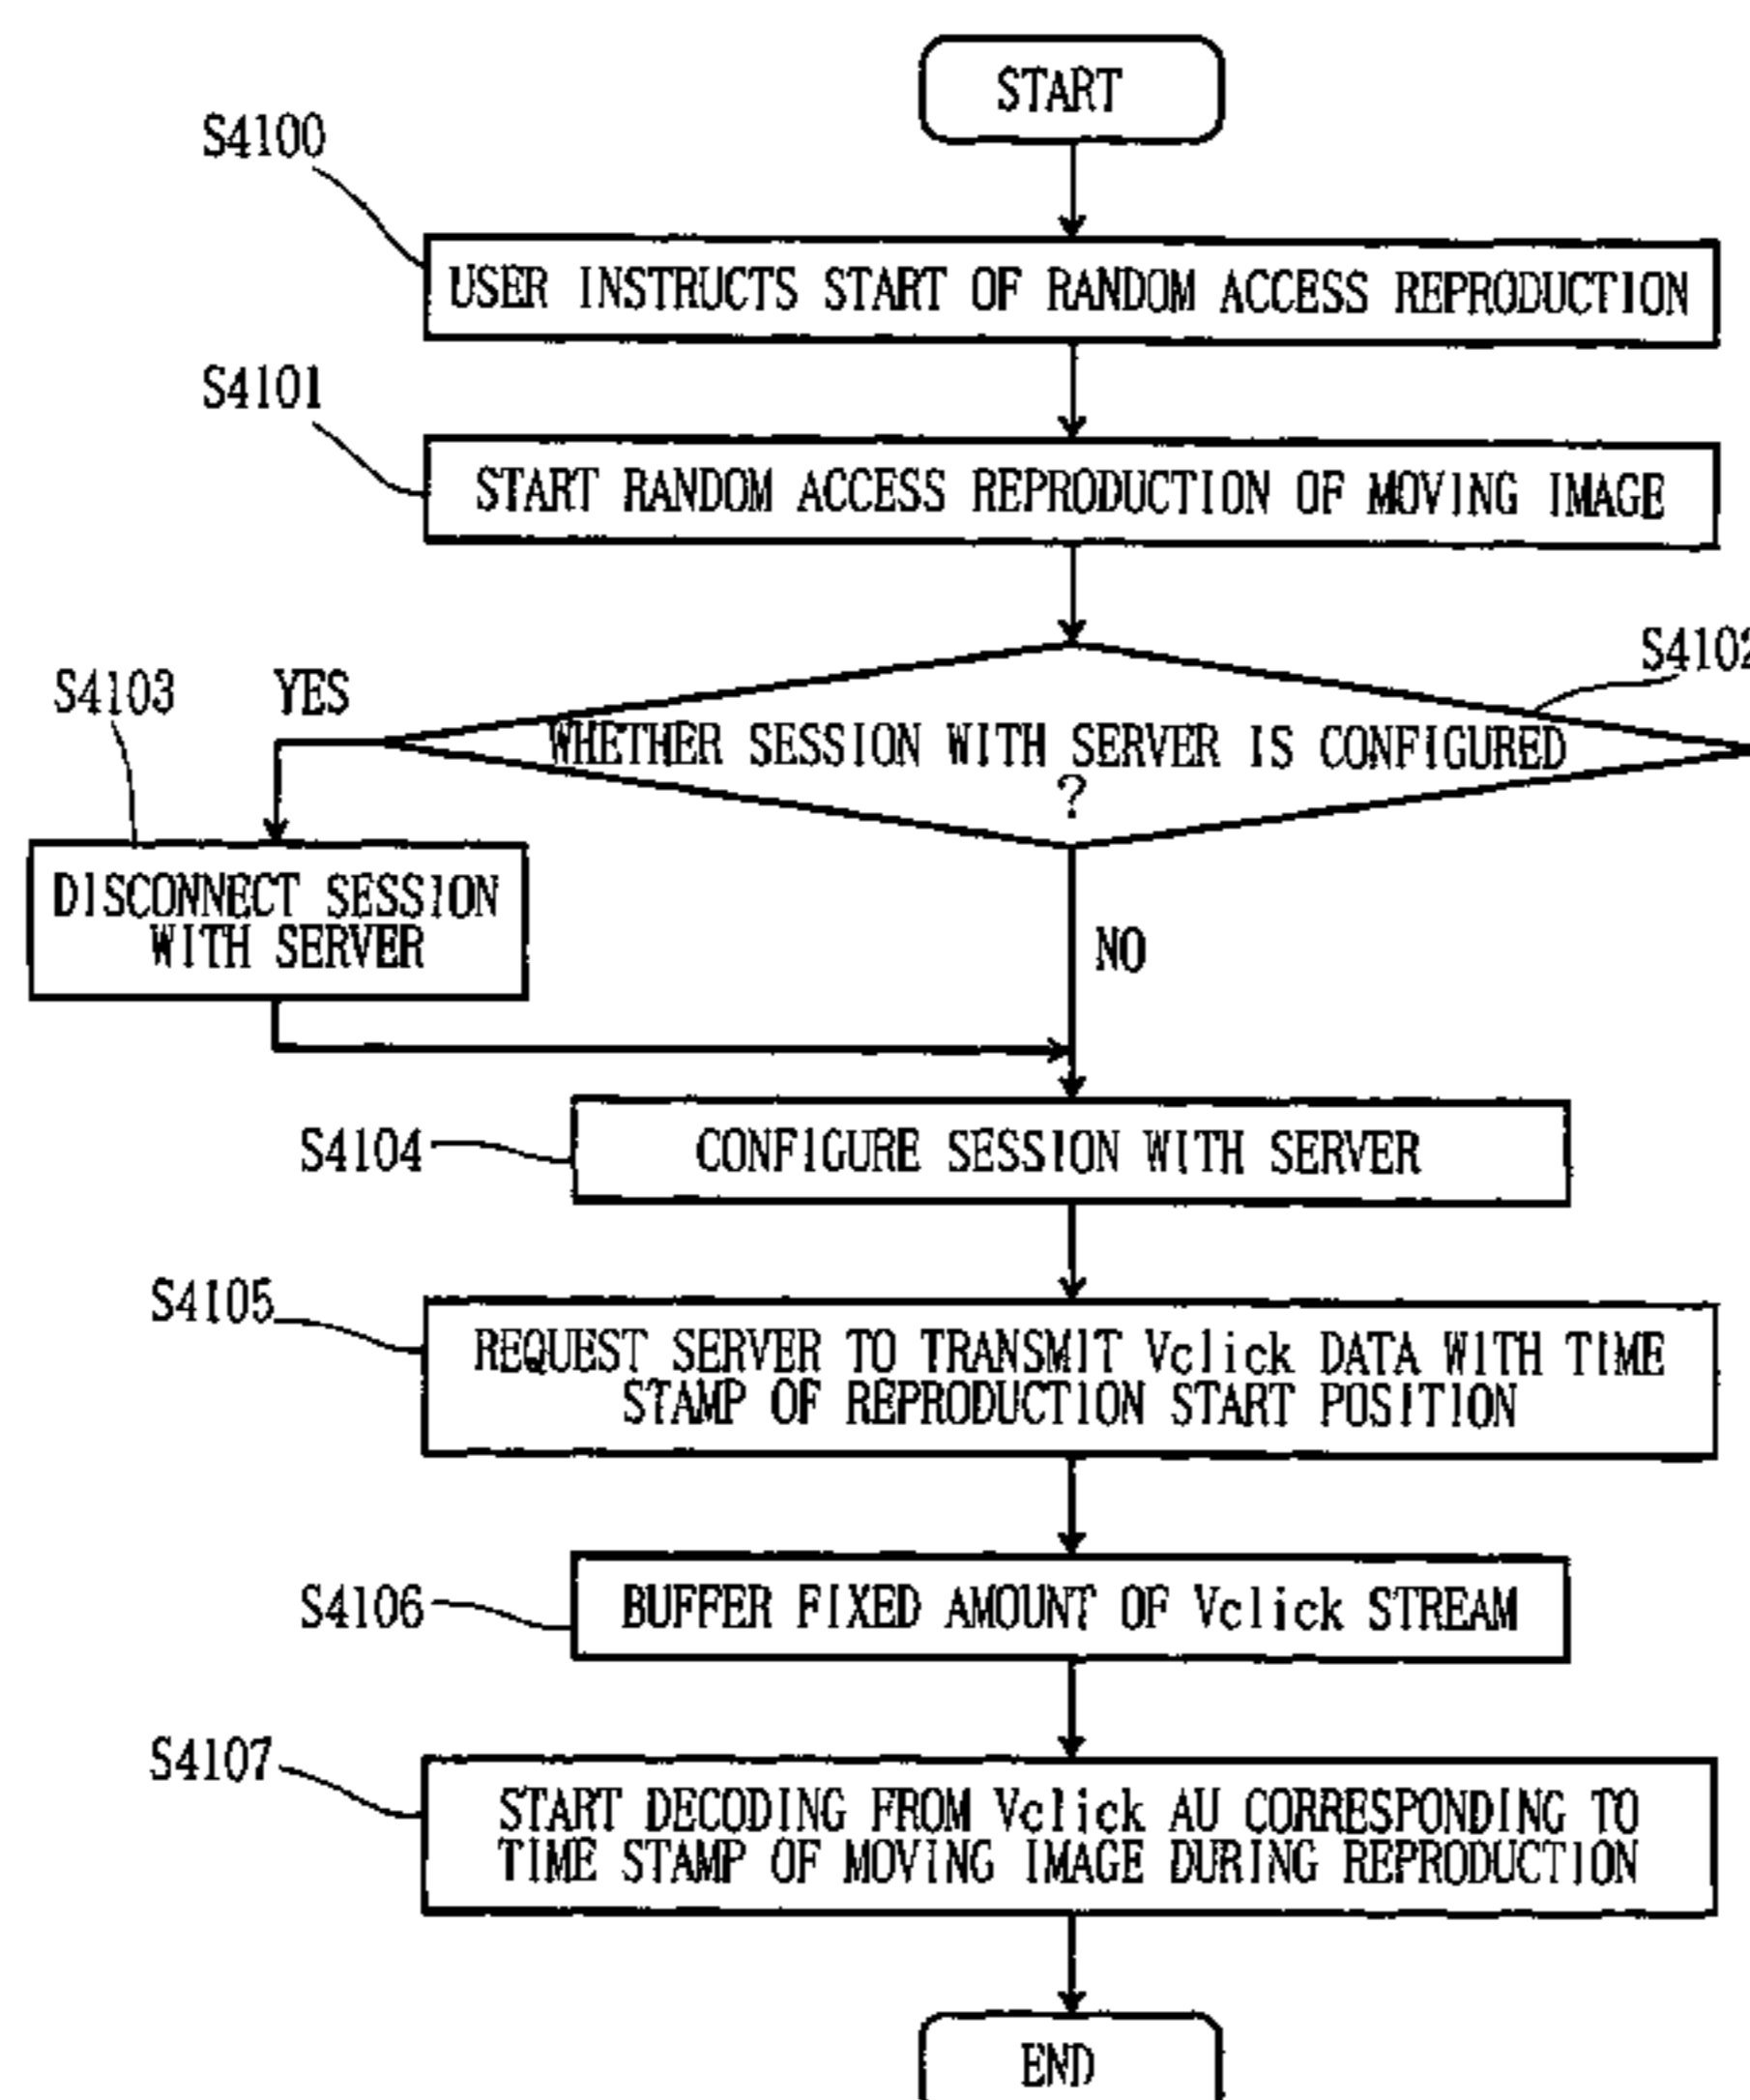 START
S4100
USER INSTRUCTS START OF RANDOM ACCESS REPRODUCTION
S4101
START RANDOM ACCESS REPRODUCTION OF MOVING IMAGE
S4102
S4103
YES
WHETHER SESSION WITH SERVER IS CONFIGURED
?
DISCONNECT SESSION
WITH SERVER
NO
S4104
CONFIGURE SESSION WITH SERVER
S4105
REQUEST SERVER TO TRANSMIT Vclick DATA WITH TIME
STAMP OF REPRODUCTION START POSITION
S4106
BUFFER FIXED AMOUNT OF Vclick STREAM
S4107
START DECODING FROM Vclick AU CORRESPONDING TO
TIME STAMP OF MOVING IMAGE DURING REPRODUCTION
END